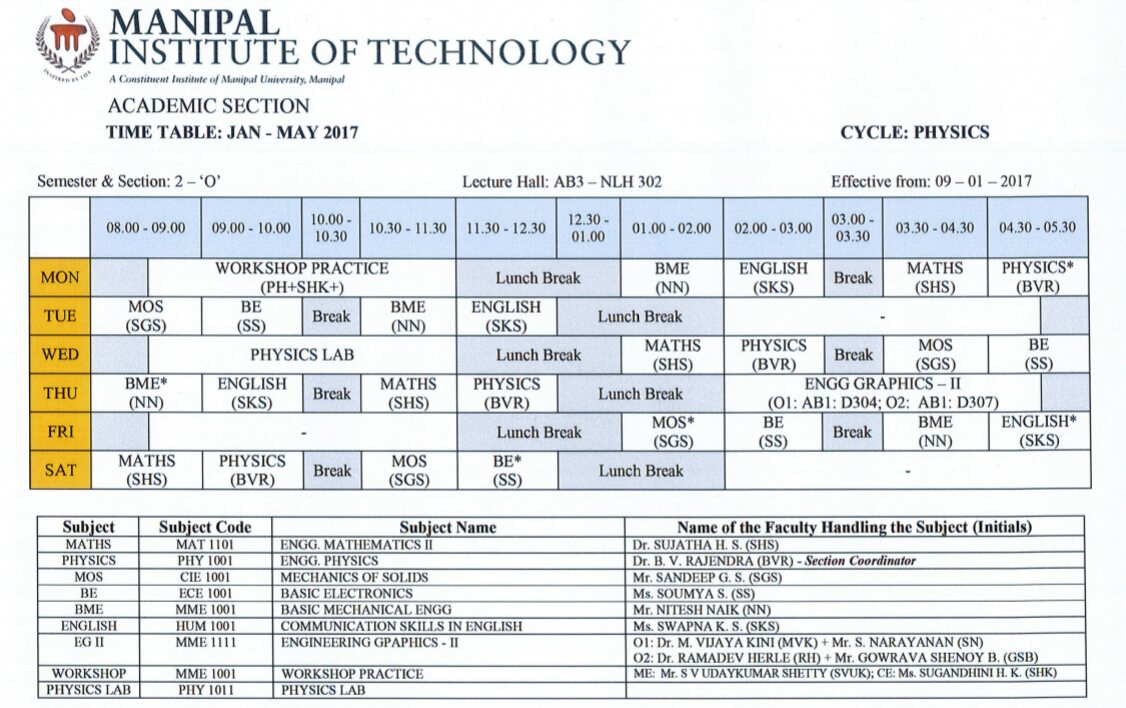 MANIPAL
INSTITUTE OF TECHNOLOGY
INSPIRED BY LIFE
A Constituent Institute of Manipal University, Manipal
ACADEMIC SECTION
TIME TABLE: JAN - MAY 2017 CYCLE: PHYSICS
Semester & Section: 2 – 'O' Lecture Hall: AB3 – NLH 302 Effective from: 09 – 01 – 2017
08.00 - 09.00 09.00 - 10.00 10.00 - 10.30 10.30 - 11.30 11.30 - 12.30 12.30 - 01.00 01.00 - 02.00 02.00 - 03.00 03.00 - 03.30 03.30 - 04.30 04.30 - 05.30
MON WORKSHOP PRACTICE (PH+SHK+) Lunch Break BME (NN) ENGLISH (SKS) Break MATHS (SHS) PHYSICS* (BVR)
TUE MOS (SGS) BE (SS) Break BME (NN) ENGLISH (SKS) Lunch Break -
WED PHYSICS LAB Lunch Break MATHS (SHS) PHYSICS (BVR) Break MOS (SGS) BE (SS)
THU BME* (NN) ENGLISH (SKS) Break MATHS (SHS) PHYSICS (BVR) Lunch Break ENGG GRAPHICS – II (O1: AB1: D304; O2: AB1: D307)
FRI - Lunch Break MOS* (SGS) BE (SS) Break BME (NN) ENGLISH* (SKS)
SAT MATHS (SHS) PHYSICS (BVR) Break MOS (SGS) BE* (SS) Lunch Break -
Subject Subject Code Subject Name Name of the Faculty Handling the Subject (Initials)
MATHS MAT 1101 ENGG. MATHEMATICS II Dr. SUJATHA H. S. (SHS)
PHYSICS PHY 1001 ENGG. PHYSICS Dr. B. V. RAJENDRA (BVR) - Section Coordinator
MOS CIE 1001 MECHANICS OF SOLIDS Mr. SANDEEP G. S. (SGS)
BE ECE 1001 BASIC ELECTRONICS Ms. SOUMYA S. (SS)
BME MME 1001 BASIC MECHANICAL ENGG Mr. NITESH NAIK (NN)
ENGLISH HUM 1001 COMMUNICATION SKILLS IN ENGLISH Ms. SWAPNA K. S. (SKS)
EG II MME 1111 ENGINEERING GPAPHICS - II O1: Dr. M. VIJAYA KINI (MVK) + Mr. S. NARAYANAN (SN)
O2: Dr. RAMADEV HERLE (RH) + Mr. GOWRAVA SHENOY B. (GSB)
WORKSHOP MME 1001 WORKSHOP PRACTICE ME: Mr. S V UDAYKUMAR SHETTY (SVUK); CE: Ms. SUGANDHINI H. K. (SHK)
PHYSICS LAB PHY 1011 PHYSICS LAB